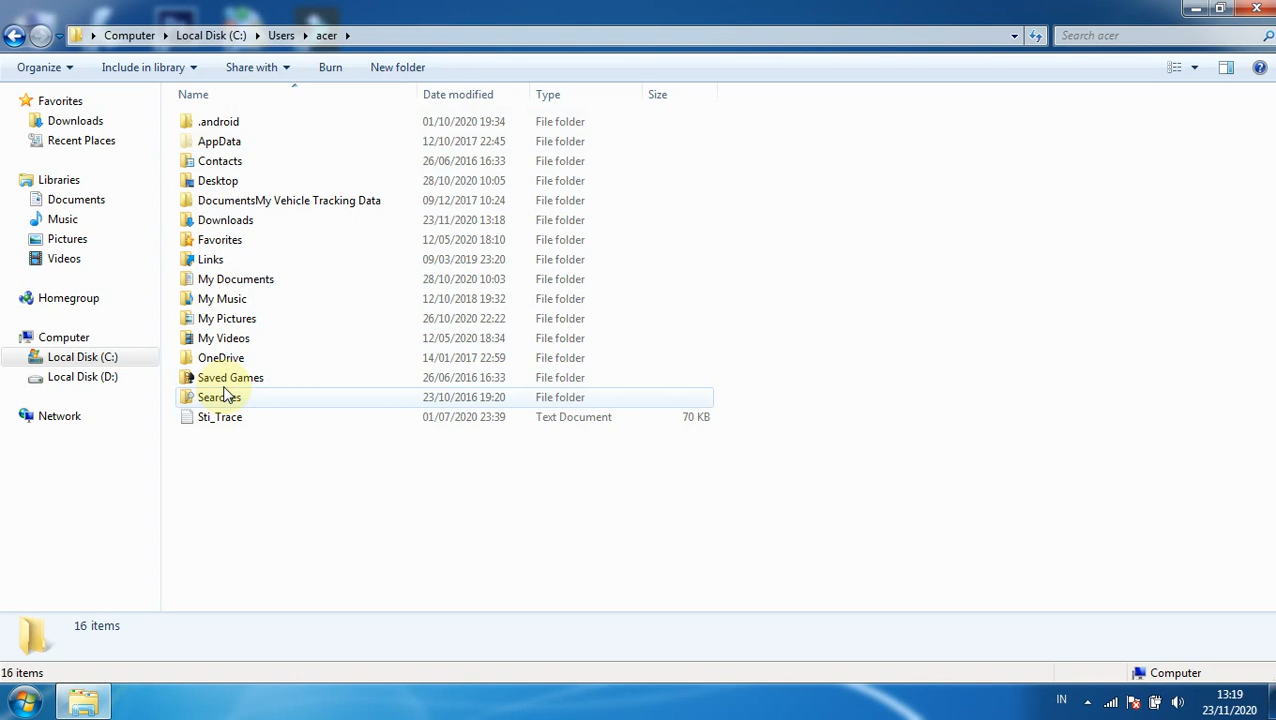 Computer Local Disk (C:) Users acer Search acer
Organize Include in library Share with Burn New folder
Favorites
Downloads
Recent Places
Libraries
Documents
Music
Pictures
Videos
Homegroup
Computer
Local Disk (C:)
Local Disk (D:)
Network
Name Date modified Type Size
.android 01/10/2020 19:34 File folder
AppData 12/10/2017 22:45 File folder
Contacts 26/06/2016 16:33 File folder
Desktop 28/10/2020 10:05 File folder
DocumentsMy Vehicle Tracking Data 09/12/2017 10:24 File folder
Downloads 23/11/2020 13:18 File folder
Favorites 12/05/2020 18:10 File folder
Links 09/03/2019 23:20 File folder
My Documents 28/10/2020 10:03 File folder
My Music 12/10/2018 19:32 File folder
My Pictures 26/10/2020 22:22 File folder
My Videos 12/05/2020 18:34 File folder
OneDrive 14/01/2017 22:59 File folder
Saved Games 26/06/2016 16:33 File folder
Searches 23/10/2016 19:20 File folder
Sti_Trace 01/07/2020 23:39 Text Document 70 KB
16 items
16 items Computer
IN 13:19
23/11/2020